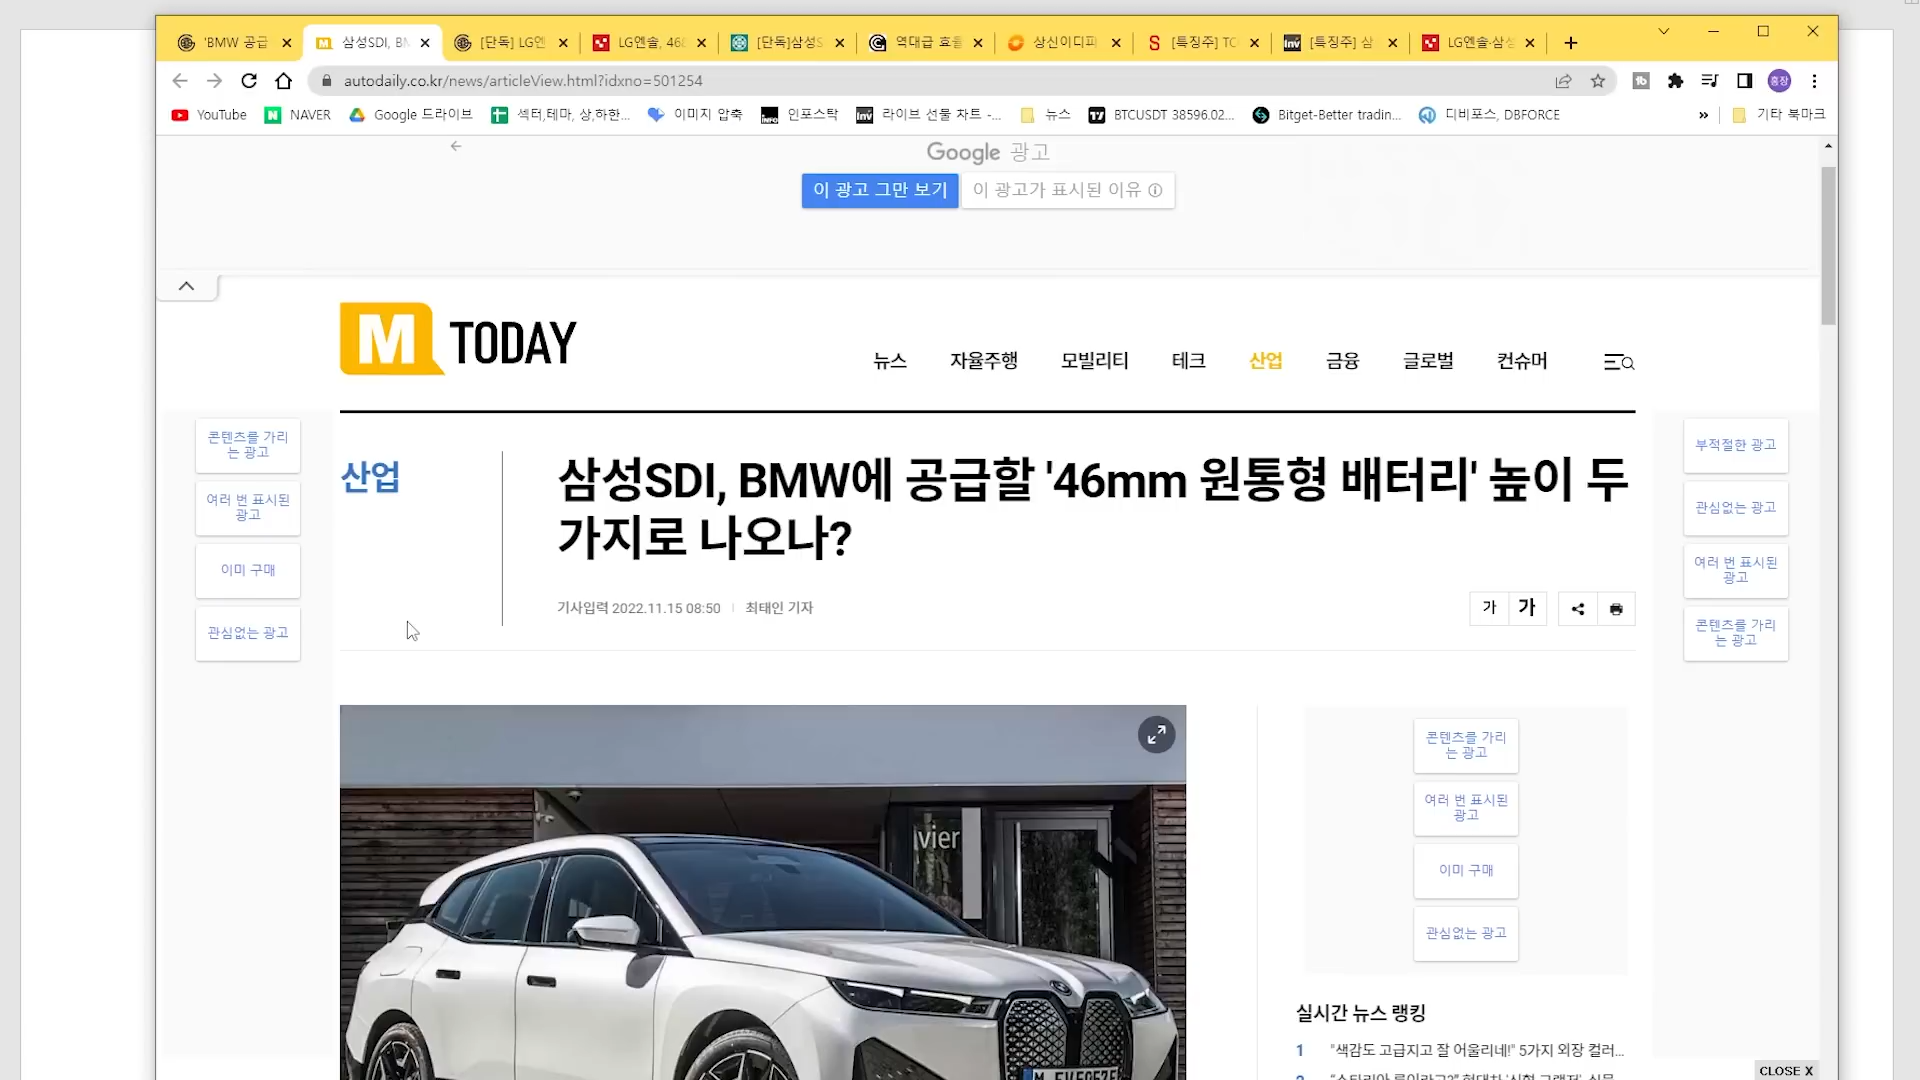 'BMW 공급
삼성SDI, BM
[단독] LG엔
LG엔솔, 46
[단독]삼성S
역대급 효율
상신이디피
[특징주] TC
[특징주] 삼
LG엔솔·삼성
autodaily.co.kr/news/articleView.html?idxno=501254
홍장
YouTube
NAVER
Google 드라이브
섹터,테마, 상,하한...
이미지 압축
인포스탁
라이브 선물 차트 -...
뉴스
BTCUSDT 38596.02...
Bitget-Better tradin...
디비포스, DBFORCE
»
기타 북마크
Google 광고
이 광고 그만 보기
이 광고가 표시된 이유
M TODAY
뉴스
자율주행
모빌리티
테크
산업
금융
글로벌
컨슈머
콘텐츠를 가리
는 광고
여러 번 표시된
광고
이미 구매
관심없는 광고
산업
삼성SDI, BMW에 공급할 '46mm 원통형 배터리' 높이 두
가지로 나오나?
기사입력 2022.11.15 08:50
최태인 기자
가
가
부적절한 광고
관심없는 광고
여러 번 표시된
광고
콘텐츠를 가리
는 광고
vier
콘텐츠를 가리
는 광고
여러 번 표시된
광고
이미 구매
관심없는 광고
실시간 뉴스 랭킹
1 "색감도 고급지고 잘 어울리네!" 5가지 외장 컬러...
CLOSE X